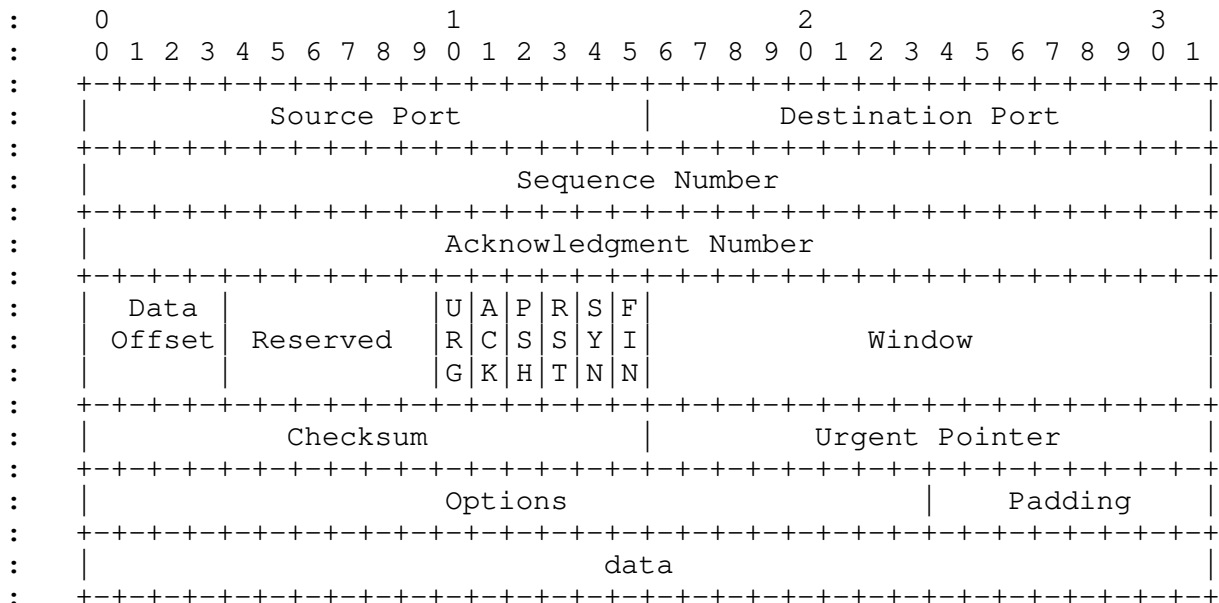 :    0                   1                   2                   3
:    0 1 2 3 4 5 6 7 8 9 0 1 2 3 4 5 6 7 8 9 0 1 2 3 4 5 6 7 8 9 0 1
:   +-+-+-+-+-+-+-+-+-+-+-+-+-+-+-+-+-+-+-+-+-+-+-+-+-+-+-+-+-+-+-+-+
:   |          Source Port          |       Destination Port        |
:   +-+-+-+-+-+-+-+-+-+-+-+-+-+-+-+-+-+-+-+-+-+-+-+-+-+-+-+-+-+-+-+-+
:   |                        Sequence Number                        |
:   +-+-+-+-+-+-+-+-+-+-+-+-+-+-+-+-+-+-+-+-+-+-+-+-+-+-+-+-+-+-+-+-+
:   |                    Acknowledgment Number                      |
:   +-+-+-+-+-+-+-+-+-+-+-+-+-+-+-+-+-+-+-+-+-+-+-+-+-+-+-+-+-+-+-+-+
:   |  Data |           |U|A|P|R|S|F|                               |
:   | Offset| Reserved  |R|C|S|S|Y|I|            Window             |
:   |       |           |G|K|H|T|N|N|                               |
:   +-+-+-+-+-+-+-+-+-+-+-+-+-+-+-+-+-+-+-+-+-+-+-+-+-+-+-+-+-+-+-+-+
:   |           Checksum            |         Urgent Pointer        |
:   +-+-+-+-+-+-+-+-+-+-+-+-+-+-+-+-+-+-+-+-+-+-+-+-+-+-+-+-+-+-+-+-+
:   |                    Options                    |    Padding    |
:   +-+-+-+-+-+-+-+-+-+-+-+-+-+-+-+-+-+-+-+-+-+-+-+-+-+-+-+-+-+-+-+-+
:   |                             data                              |
:   +-+-+-+-+-+-+-+-+-+-+-+-+-+-+-+-+-+-+-+-+-+-+-+-+-+-+-+-+-+-+-+-+